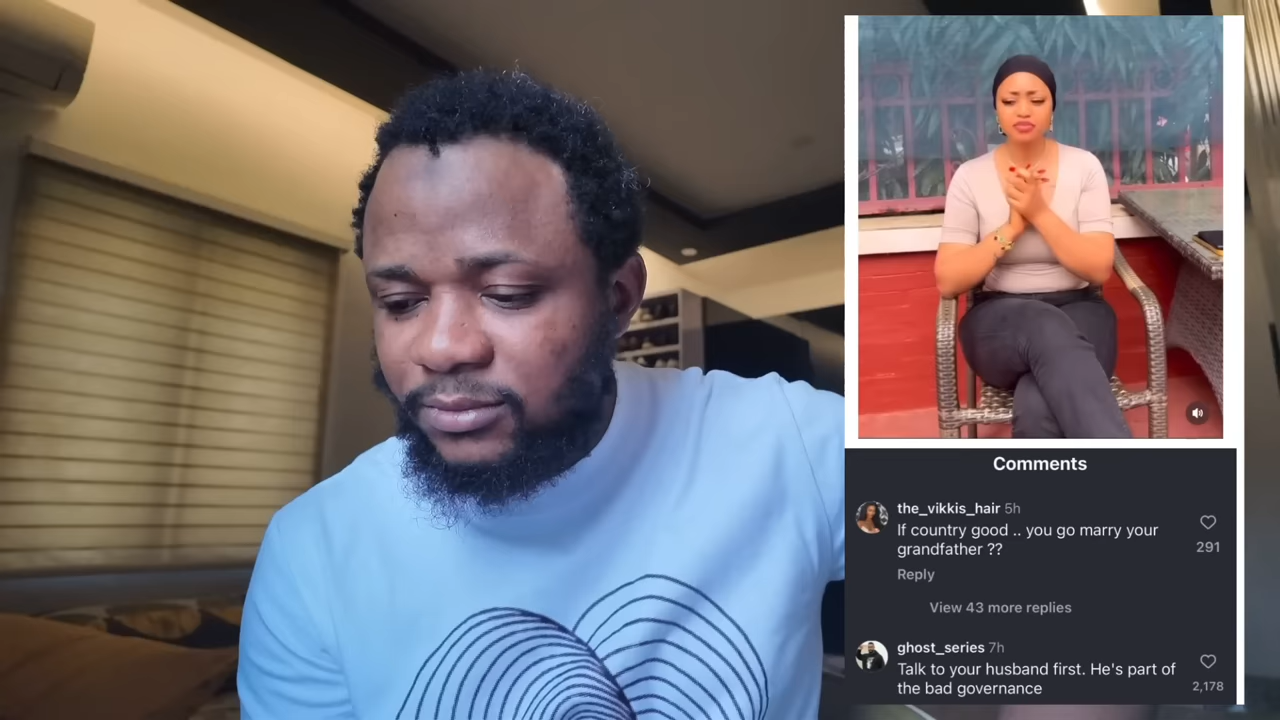 Comments
the_vikkis_hair 5h
If country good .. you go marry your
grandfather ??
291
Reply
View 43 more replies
ghost_series 7h
Talk to your husband first. He's part of
the bad governance
2,178